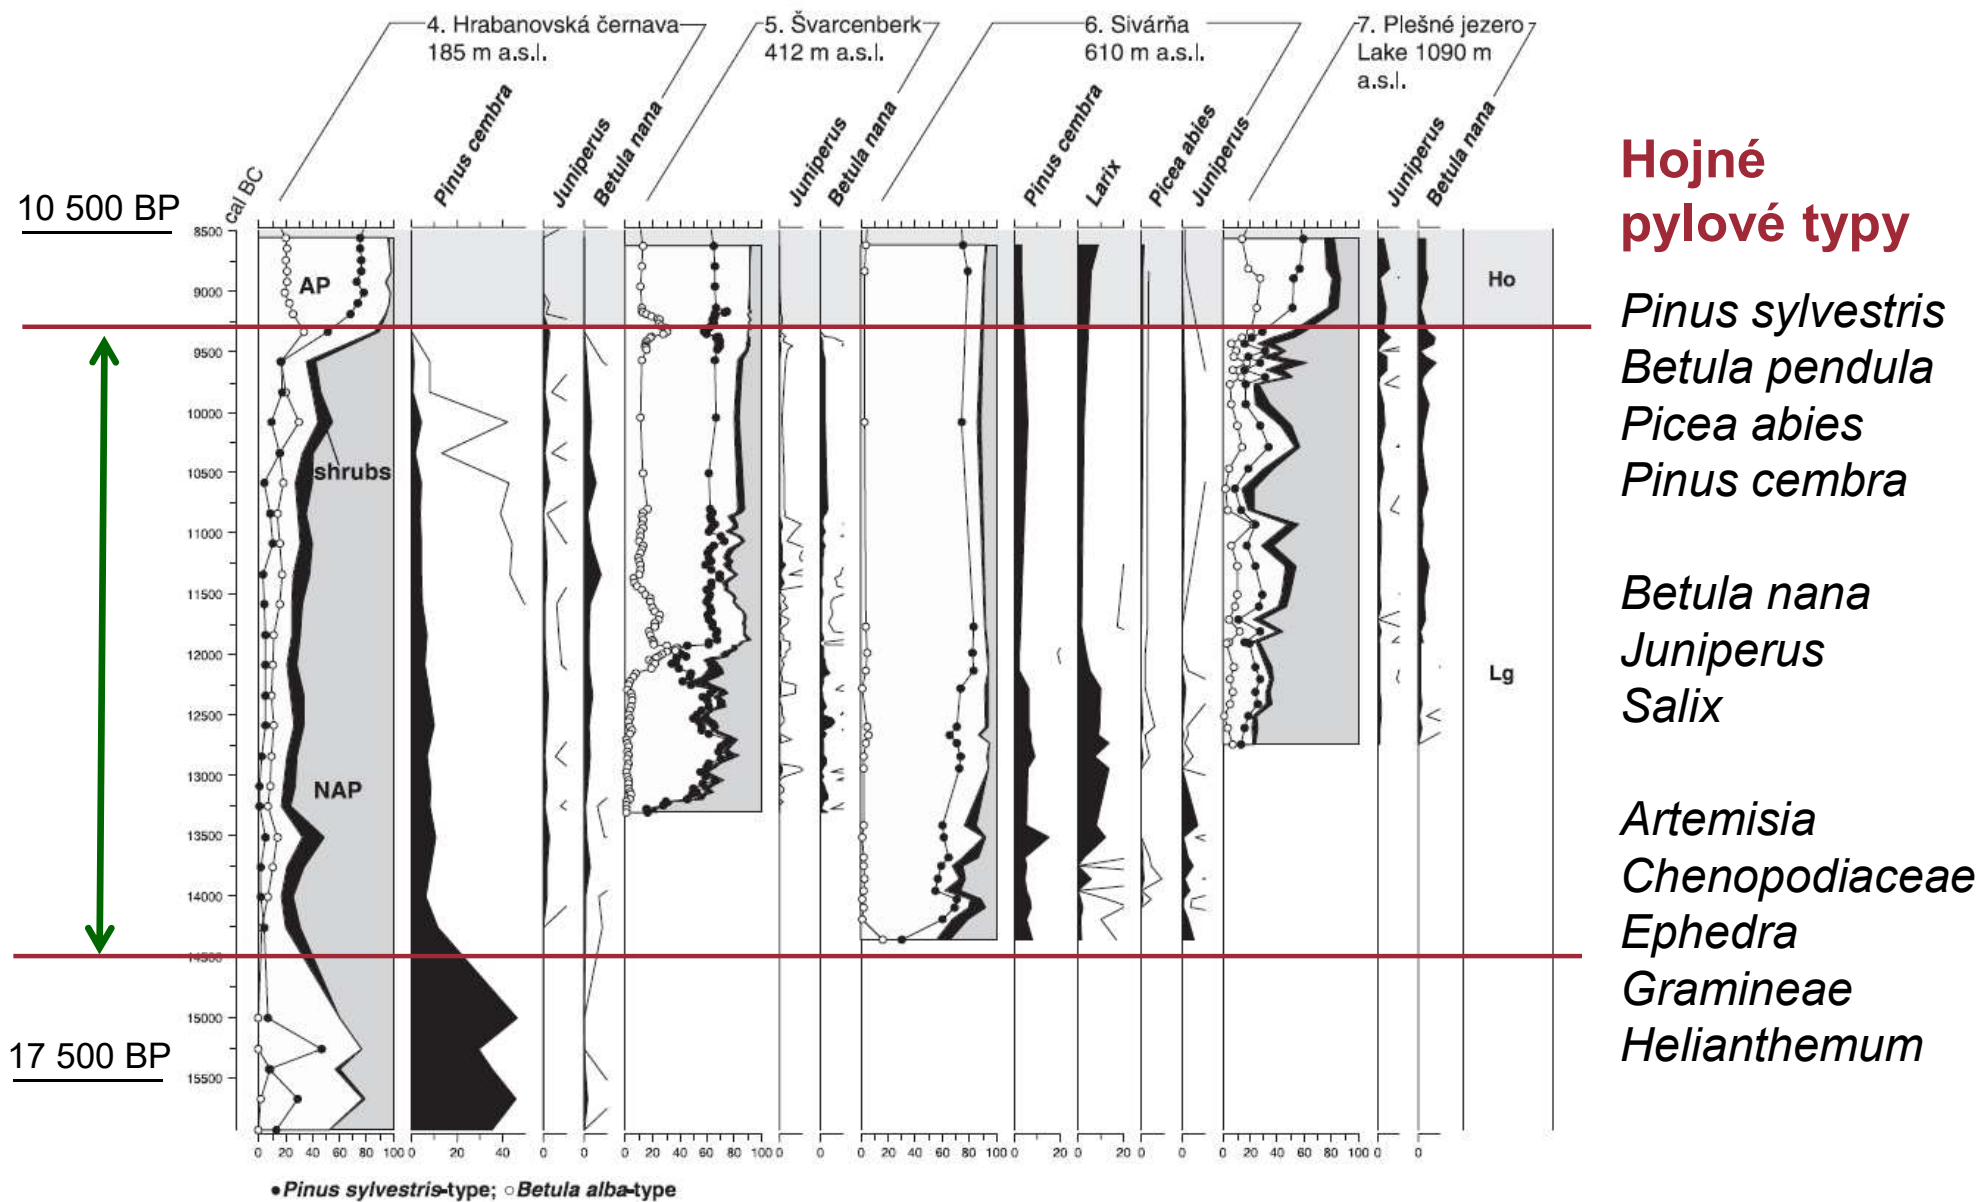 4. Hrabanovská černava
185 m a.s.l.
5. Švarcenberk
412 m a.s.l.
6. Sivárňa
610 m a.s.l.
7. Plešné jezero
Lake 1090 m
a.s.l.
cal BC
Pinus cembra
Juniperus
Betula nana
Juniperus
Betula nana
Pinus cembra
Larix
Picea abies
Juniperus
Juniperus
Betula nana
10 500 BP
17 500 BP
8500
9000
9500
10000
10500
11000
11500
12000
12500
13000
13500
14000
14500
15000
15500
AP
shrubs
NAP
Ho
Lg
0 20 40 60 80 100 0 20 0 0 0 20 40 60 80 100 0 0 0 20 40 60 80 100 0 20 0 20 0 0 0 20 40 60 80 100 0 0
●Pinus sylvestris-type; ○Betula alba-type
Hojné
pylové typy
Pinus sylvestris
Betula pendula
Picea abies
Pinus cembra
Betula nana
Juniperus
Salix
Artemisia
Chenopodiaceae
Ephedra
Gramineae
Helianthemum